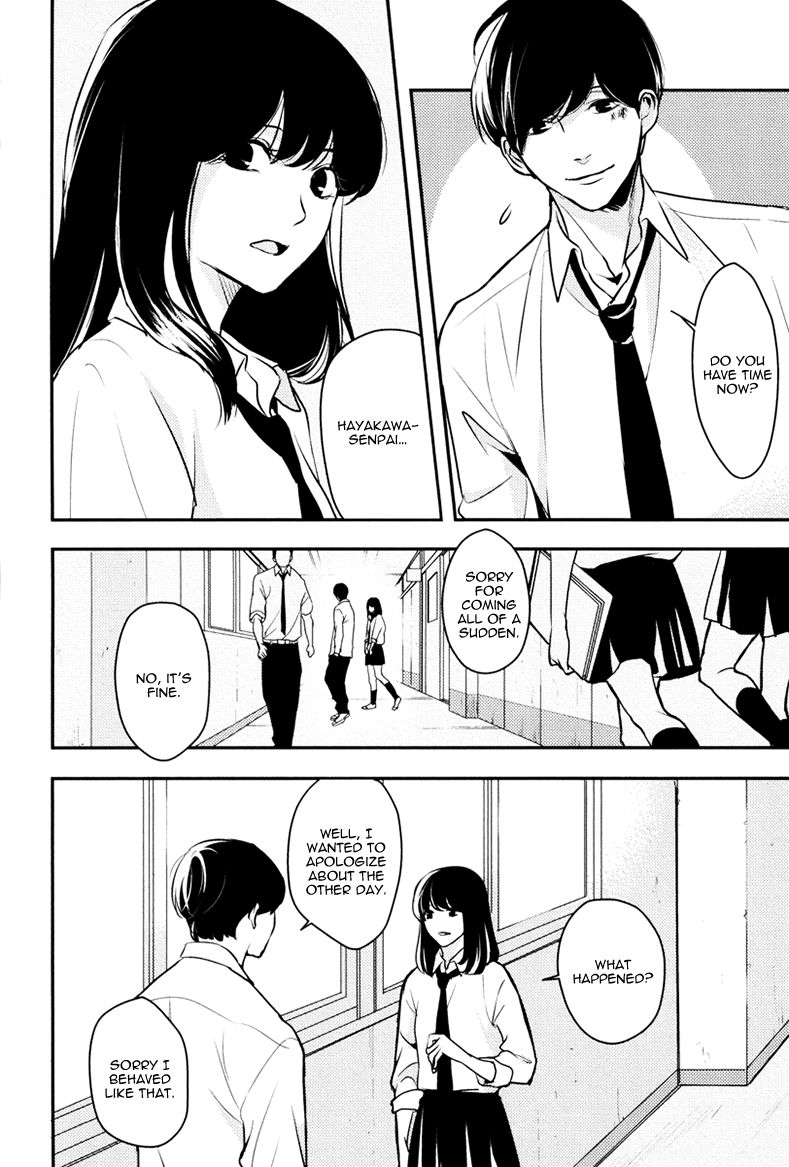 DO YOU
HAVE TIME
NOW?
HAYAKAWA-
SENPAI...
SORRY
FOR
COMING
ALL OF A
SUDDEN.
NO, IT'S
FINE.
WHAT
HAPPENED?
WELL, I
WANTED TO
APOLOGIZE
ABOUT THE
OTHER DAY.
SORRY I
BEHAVED
LIKE THAT.